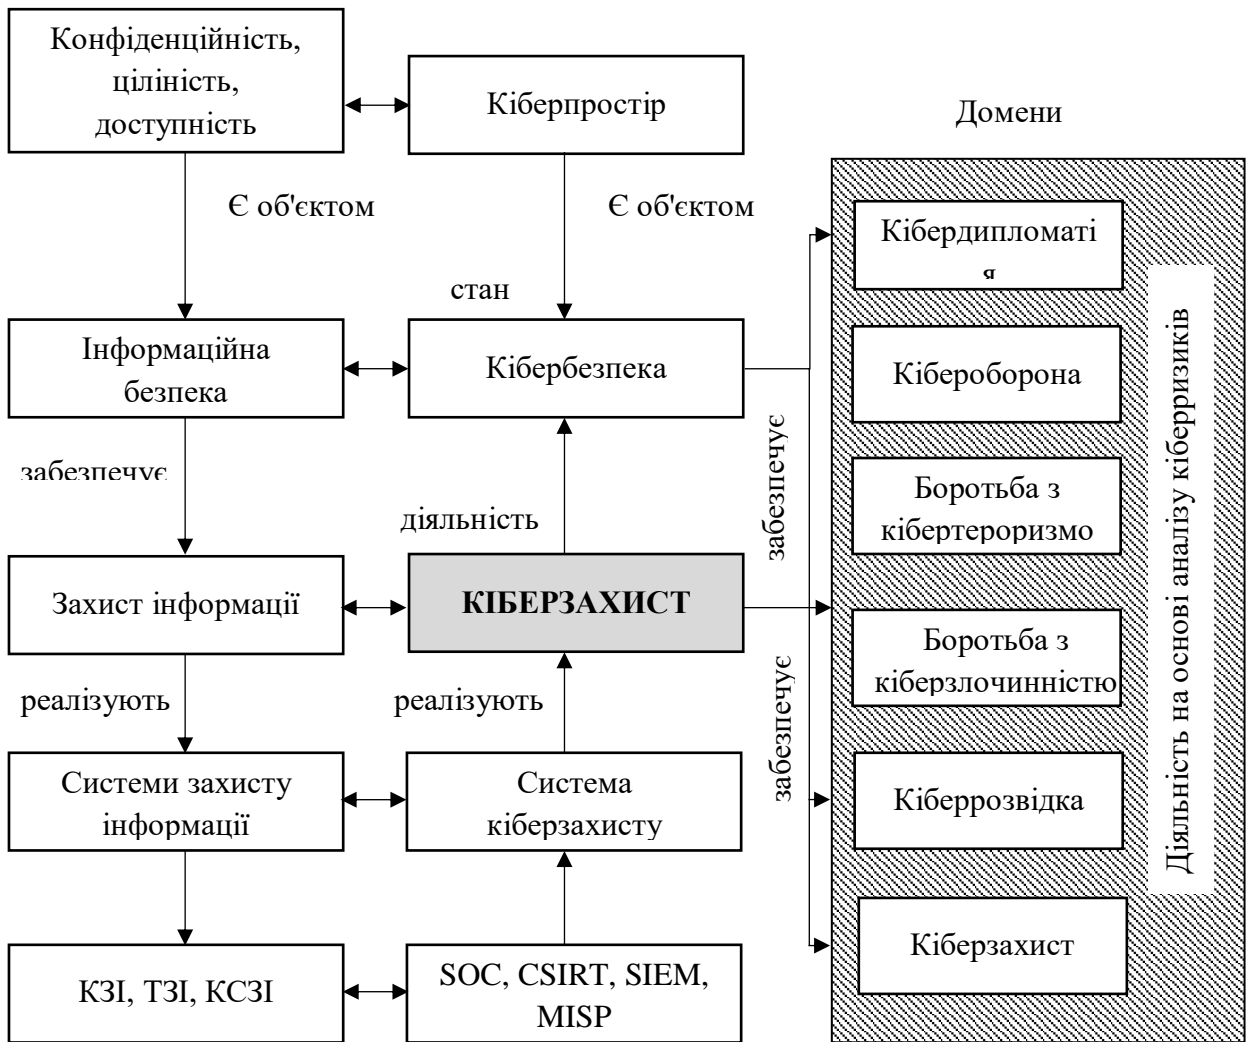 Конфіденційність,
ціліність,
доступність
Кіберпростір
Домени
Є об'єктом
Є об'єктом
стан
Інформаційна
безпека
Кібербезпека
забезпечує
діяльність
Захист інформації
КІБЕРЗАХИСТ
реалізують
реалізують
Системи захисту
інформації
Система
кіберзахисту
КЗІ, ТЗІ, КСЗІ
SOC, CSIRT, SIEM,
MISP
забезпечує
забезпечує
Кібердипломаті
я
Кібероборона
Боротьба з
кібертероризмо
Боротьба з
кіберзлочинністю
Кіберрозвідка
Кіберзахист
Діяльність на основі аналізу кіберризиків